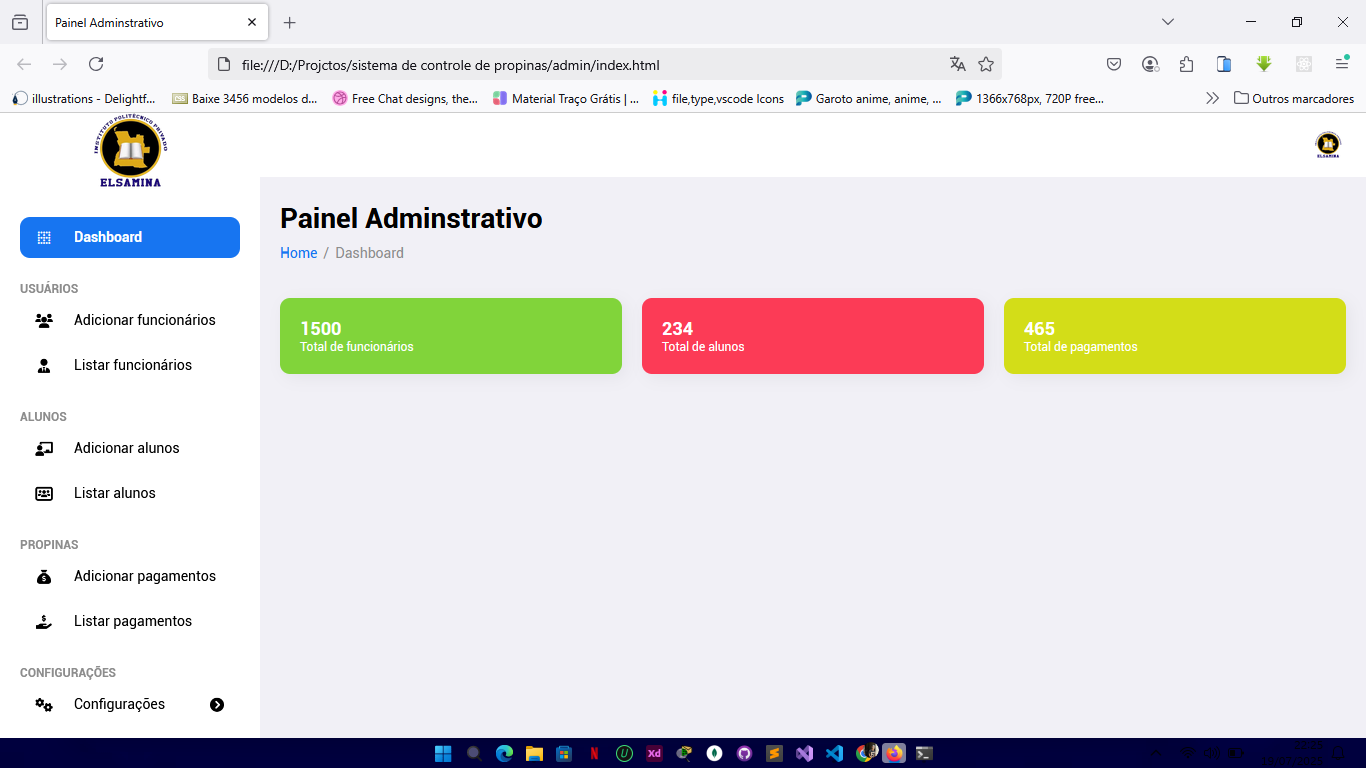 Painel Adminstrativo
file:///D:/Projctos/sistema de controle de propinas/admin/index.html
illustrations - Delightf... Baixe 3456 modelos d... Free Chat designs, the... Material Traço Grátis | ... file,type,vscode Icons Garoto anime, anime, ... 1366x768px, 720P free... Outros marcadores
INSTITUTO POLITÉCNICO PRIVADO
ELSAMINA
ELSAMINA
Dashboard
USUÁRIOS
Adicionar funcionários
Listar funcionários
ALUNOS
Adicionar alunos
Listar alunos
PROPINAS
Adicionar pagamentos
Listar pagamentos
CONFIGURAÇÕES
Configurações
Painel Adminstrativo
Home / Dashboard
1500
Total de funcionários
234
Total de alunos
465
Total de pagamentos
Xd